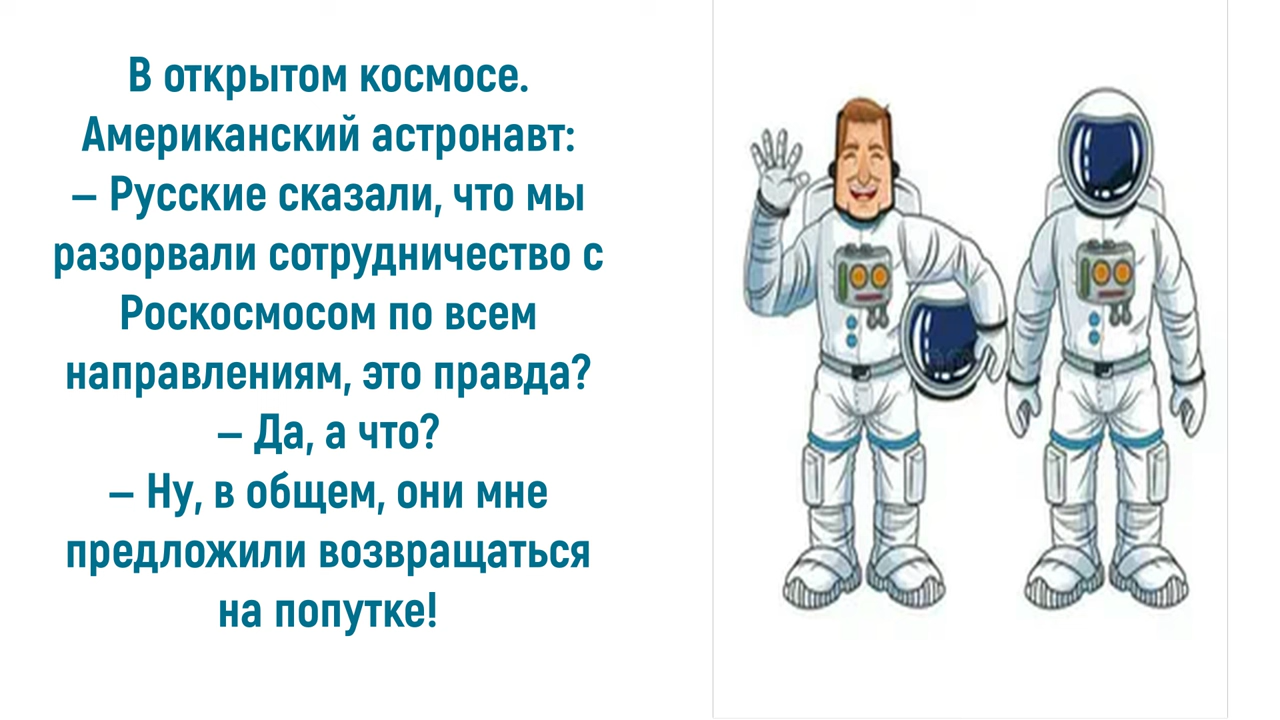 В открытом космосе.
Американский астронавт:
– Русские сказали, что мы
разорвали сотрудничество с
Роскосмосом по всем
направлениям, это правда?
– Да, а что?
– Ну, в общем, они мне
предложили возвращаться
на попутке!